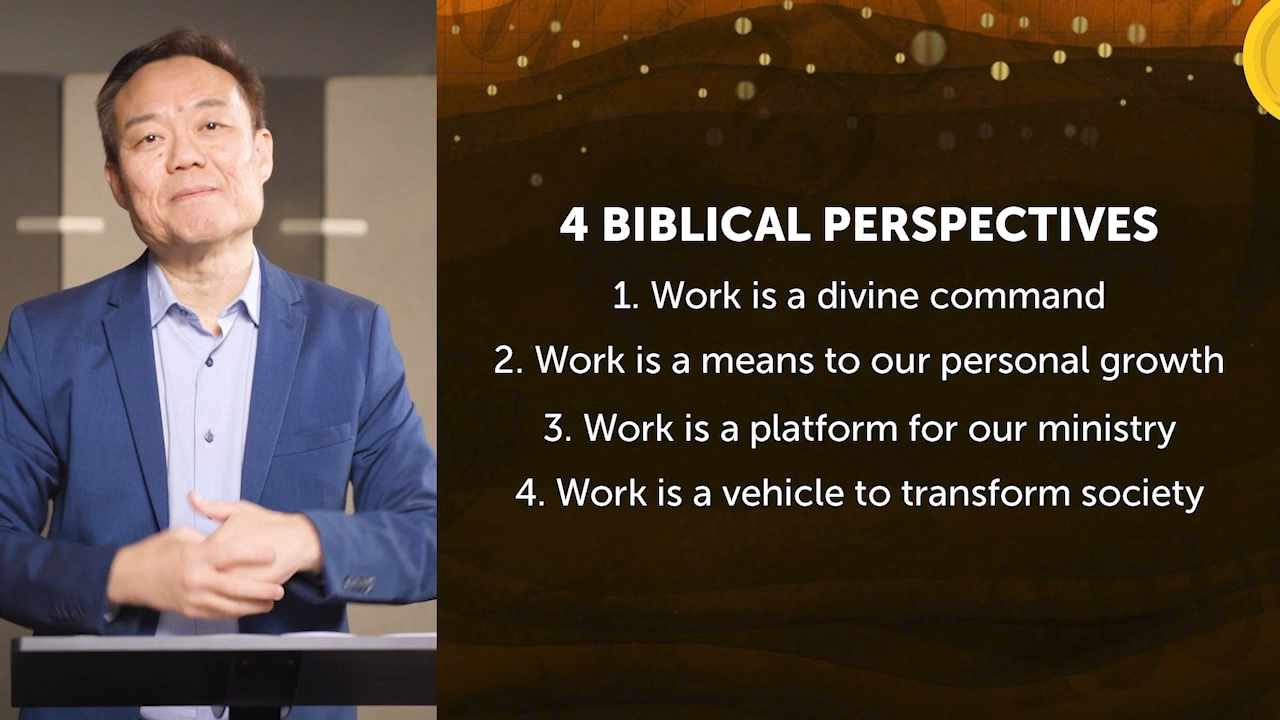 4 BIBLICAL PERSPECTIVES
1. Work is a divine command
2. Work is a means to our personal growth
3. Work is a platform for our ministry
4. Work is a vehicle to transform society